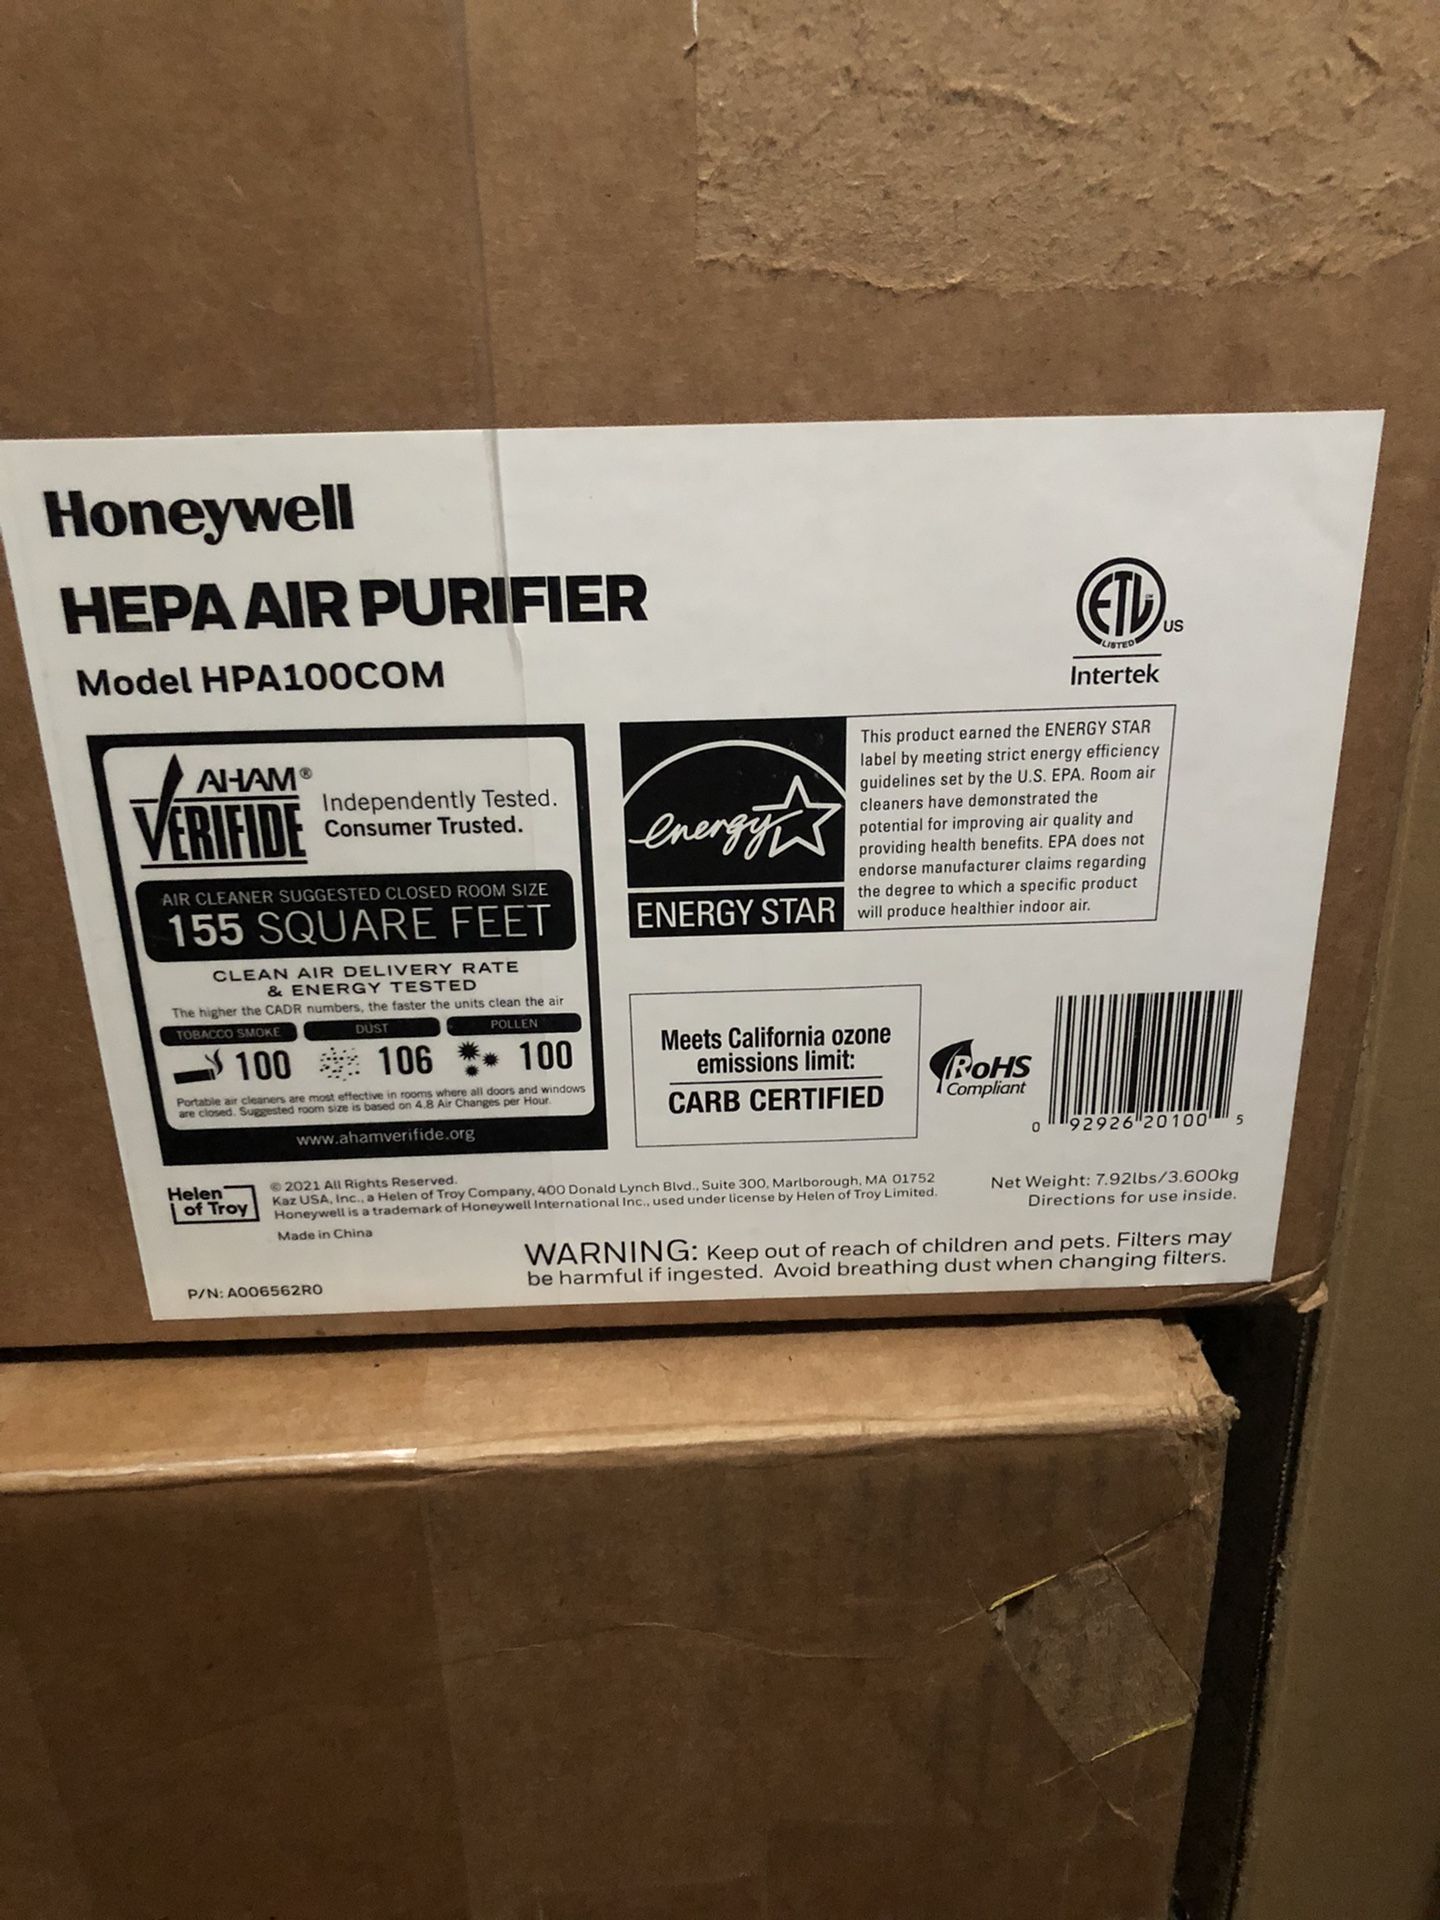 Honeywell
HEPA AIR PURIFIER
Model HPA100COM
ETL
CM
LISTED
US
Intertek
AHAM®
VERIFIDE
Independently Tested.
Consumer Trusted.
AIR CLEANER SUGGESTED CLOSED ROOM SIZE
155 SQUARE FEET
CLEAN AIR DELIVERY RATE
& ENERGY TESTED
The higher the CADR numbers, the faster the units clean the air
TOBACCO SMOKE DUST POLLEN
100 106 100
Portable air cleaners are most effective in rooms where all doors and windows
are closed. Suggested room size is based on 4.8 Air Changes per Hour.
www.ahamverifide.org
energy
ENERGY STAR
This product earned the ENERGY STAR
label by meeting strict energy efficiency
guidelines set by the U.S. EPA. Room air
cleaners have demonstrated the
potential for improving air quality and
providing health benefits. EPA does not
endorse manufacturer claims regarding
the degree to which a specific product
will produce healthier indoor air.
Meets California ozone
emissions limit:
CARB CERTIFIED
RoHS
Compliant
0 92926 20100 5
Helen
of Troy
© 2021 All Rights Reserved.
Kaz USA, Inc., a Helen of Troy Company, 400 Donald Lynch Blvd., Suite 300, Marlborough, MA 01752
Honeywell is a trademark of Honeywell International Inc., used under license by Helen of Troy Limited.
Made in China
Net Weight: 7.92lbs/3.600kg
Directions for use inside.
WARNING: Keep out of reach of children and pets. Filters may
be harmful if ingested. Avoid breathing dust when changing filters.
P/N: A006562R0